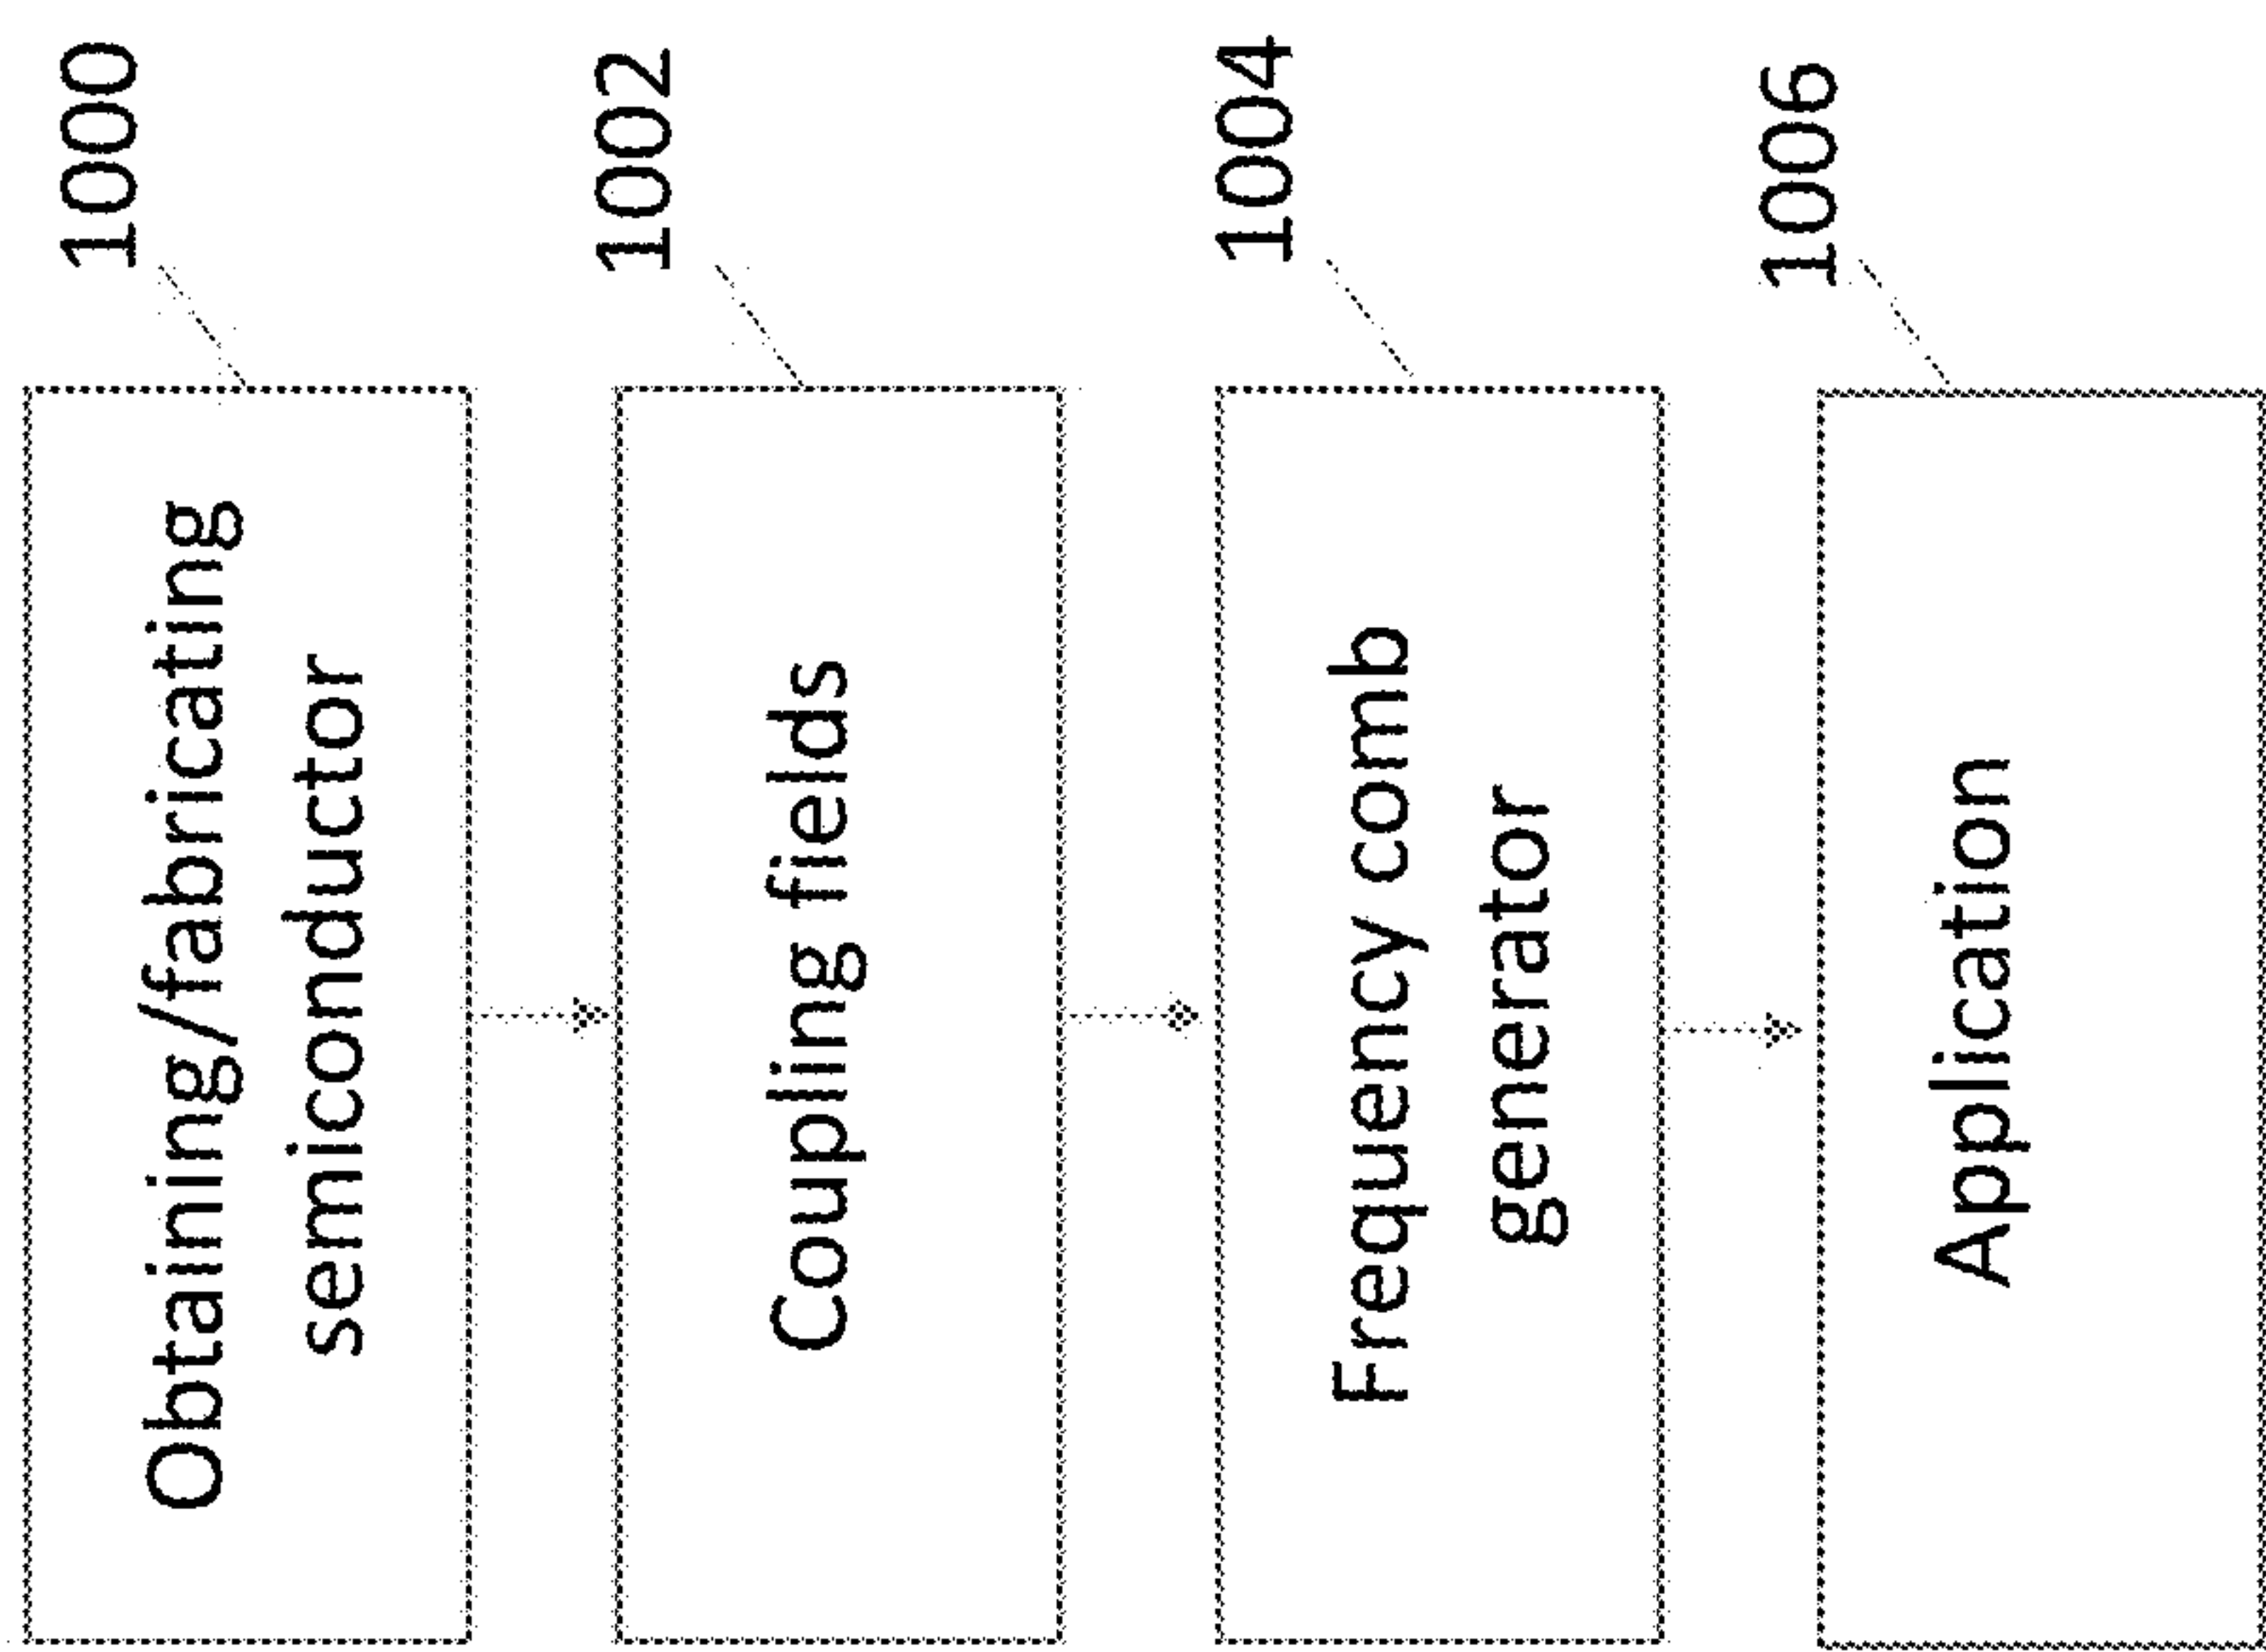 1000
Obtaining/fabricating
semiconductor
1002
Coupling fields
1004
Frequency comb
generator
1006
Application